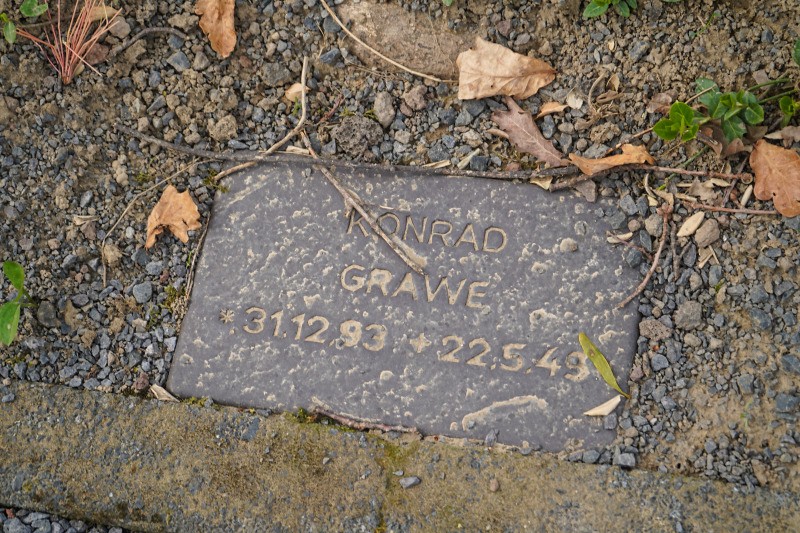 KONRAD
GRAWE
*31.12.93 + 22.5.49